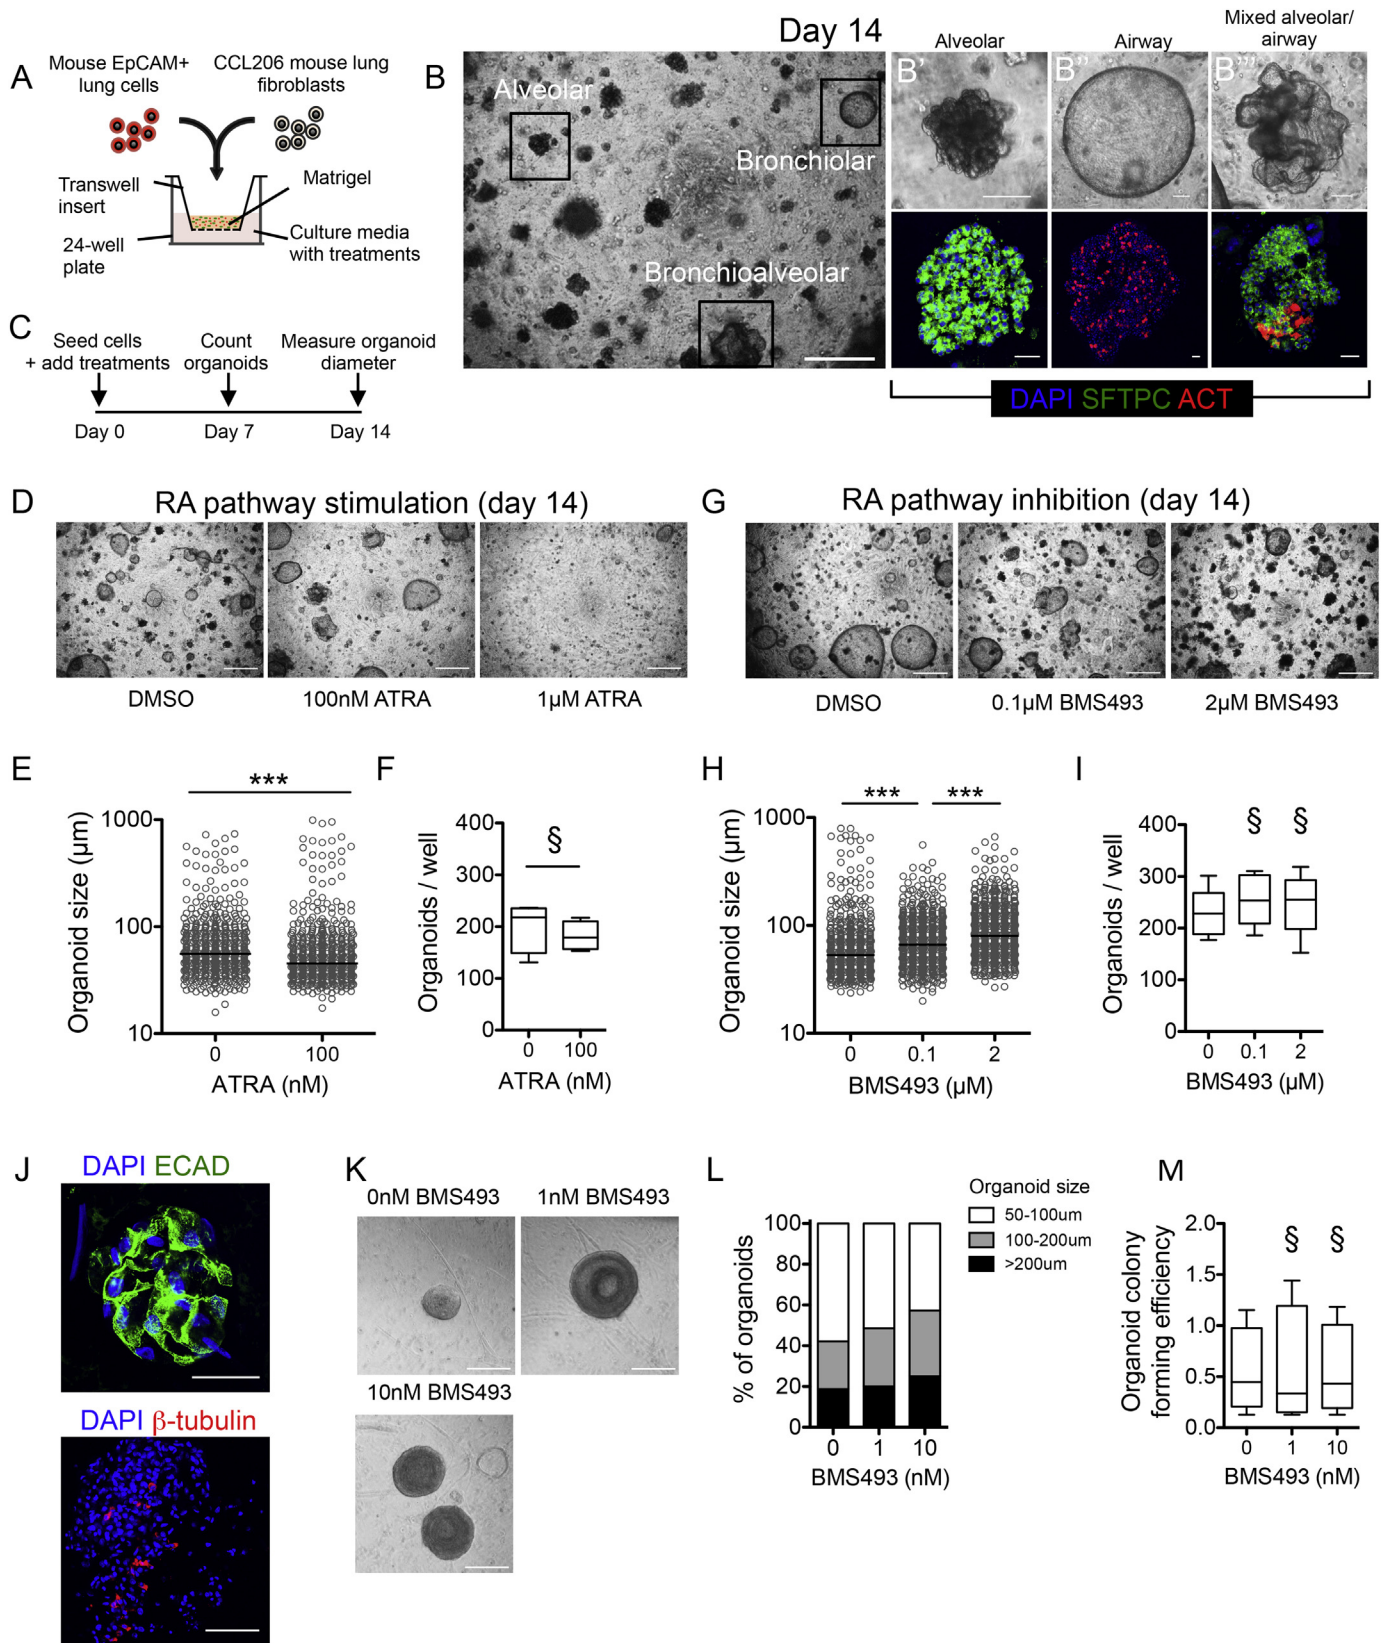 A
Mouse EpCAM+
lung cells
CCL206 mouse lung
fibroblasts
Transwell
insert
Matrigel
24-well
plate
Culture media
with treatments
B
Day 14
Alveolar
Bronchiolar
Bronchioalveolar
Alveolar
Airway
Mixed alveolar/
airway
B'
B''
B'''
DAPI SFTPC ACT
C
Seed cells
+ add treatments
Count
organoids
Measure organoid
diameter
Day 0
Day 7
Day 14
D
RA pathway stimulation (day 14)
DMSO
100nM ATRA
1µM ATRA
G
RA pathway inhibition (day 14)
DMSO
0.1µM BMS493
2µM BMS493
E
***
Organoid size (µm)
1000
100
10
0
100
ATRA (nM)
F
§
Organoids / well
400
300
200
100
0
0
100
ATRA (nM)
H
***
***
Organoid size (µm)
1000
100
10
0
0.1
2
BMS493 (µM)
I
§
§
Organoids / well
400
300
200
100
0
0
0.1
2
BMS493 (µM)
J
DAPI ECAD
DAPI β-tubulin
K
0nM BMS493
1nM BMS493
10nM BMS493
L
Organoid size
50-100um
100-200um
>200um
% of organoids
100
80
60
40
20
0
0
1
10
BMS493 (nM)
M
§
§
Organoid colony
forming efficiency
2.0
1.5
1.0
0.5
0.0
0
1
10
BMS493 (nM)